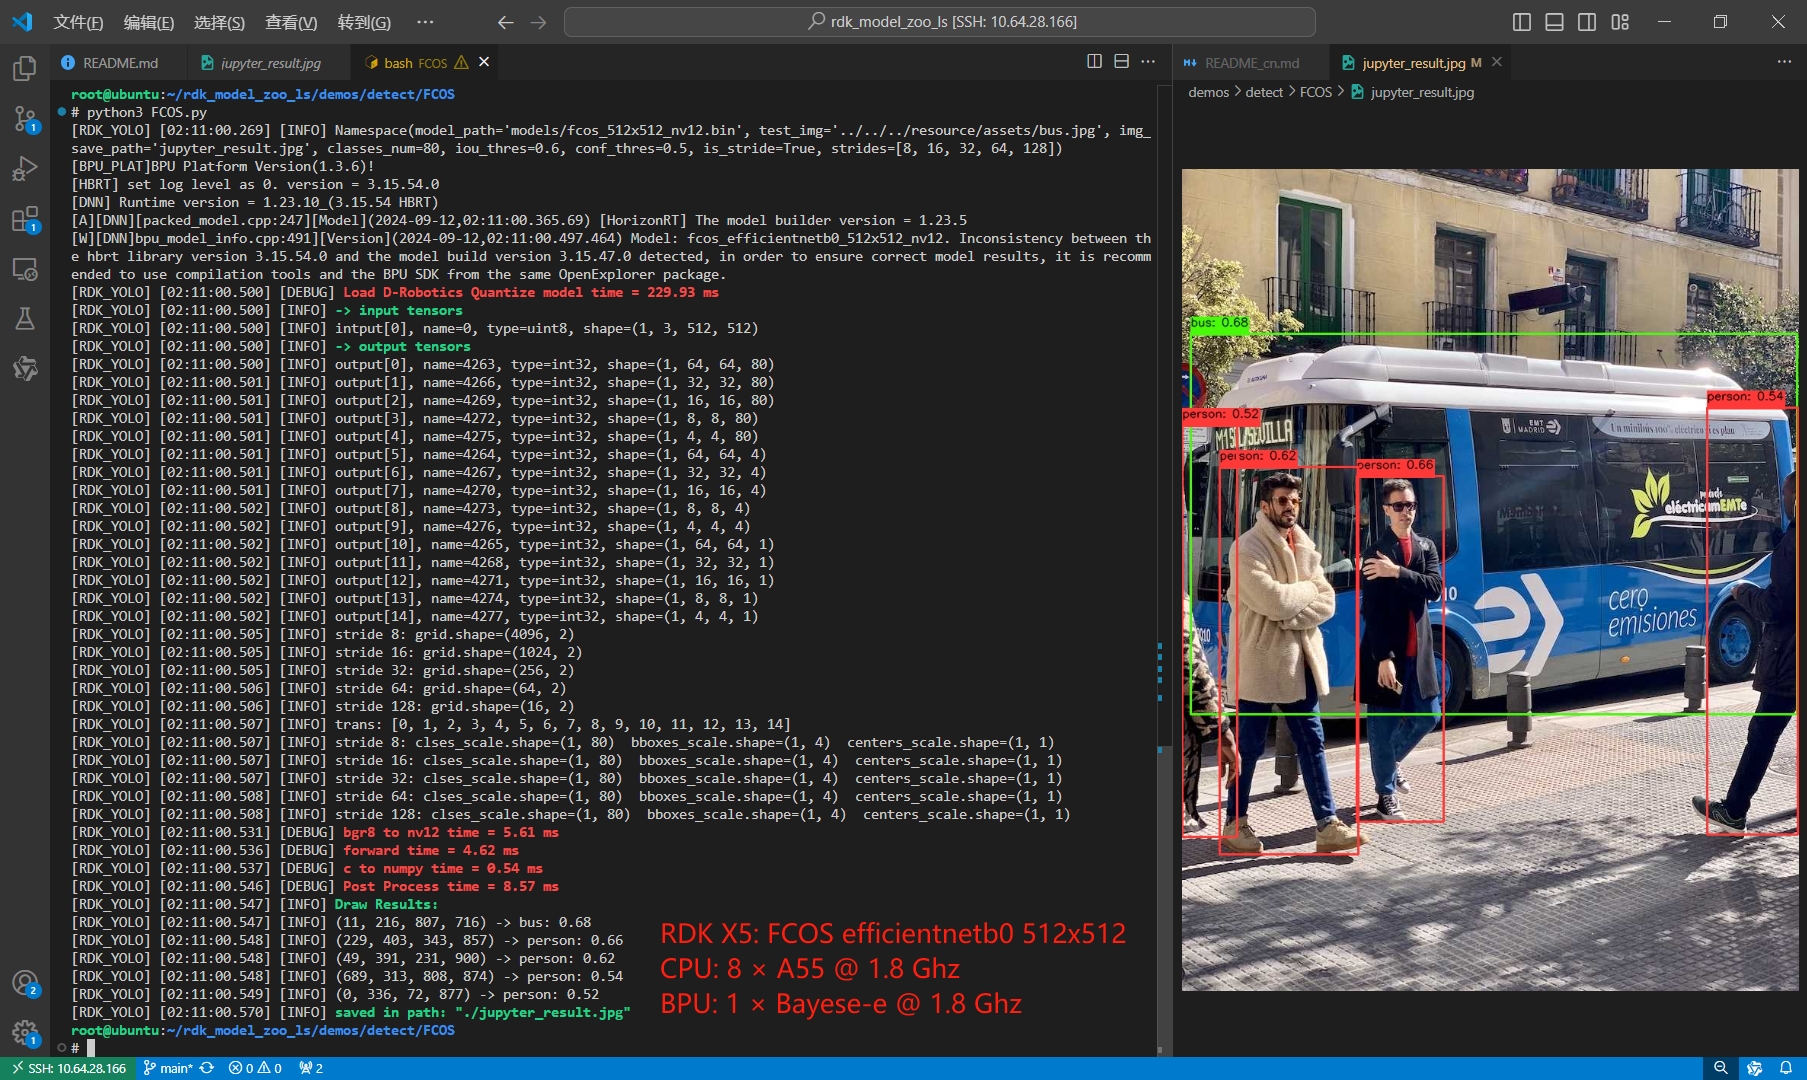 文件(F) 编辑(E) 选择(S) 查看(V) 转到(G) ··· rdk_model_zoo_ls [SSH: 10.64.28.166]
README.md jupyter_result.jpg bash FCOS README_cn.md jupyter_result.jpg M
demos > detect > FCOS > jupyter_result.jpg
root@ubuntu:~/rdk_model_zoo_ls/demos/detect/FCOS
# python3 FCOS.py
[RDK_YOLO] [02:11:00.269] [INFO] Namespace(model_path='models/fcos_512x512_nv12.bin', test_img='../../../resource/assets/bus.jpg', img_
save_path='jupyter_result.jpg', classes_num=80, iou_thres=0.6, conf_thres=0.5, is_stride=True, strides=[8, 16, 32, 64, 128])
[BPU_PLAT]BPU Platform Version(1.3.6)!
[HBRT] set log level as 0. version = 3.15.54.0
[DNN] Runtime version = 1.23.10_(3.15.54 HBRT)
[A][DNN][packed_model.cpp:247][Model](2024-09-12,02:11:00.365.69) [HorizonRT] The model builder version = 1.23.5
[W][DNN]bpu_model_info.cpp:491][Version](2024-09-12,02:11:00.497.464) Model: fcos_efficientnetb0_512x512_nv12. Inconsistency between th
e hbrt library version 3.15.54.0 and the model build version 3.15.47.0 detected, in order to ensure correct model results, it is recomm
ended to use compilation tools and the BPU SDK from the same OpenExplorer package.
[RDK_YOLO] [02:11:00.500] [DEBUG] Load D-Robotics Quantize model time = 229.93 ms
[RDK_YOLO] [02:11:00.500] [INFO] -> input tensors
[RDK_YOLO] [02:11:00.500] [INFO] intput[0], name=0, type=uint8, shape=(1, 3, 512, 512)
[RDK_YOLO] [02:11:00.500] [INFO] -> output tensors
[RDK_YOLO] [02:11:00.500] [INFO] output[0], name=4263, type=int32, shape=(1, 64, 64, 80)
[RDK_YOLO] [02:11:00.501] [INFO] output[1], name=4266, type=int32, shape=(1, 32, 32, 80)
[RDK_YOLO] [02:11:00.501] [INFO] output[2], name=4269, type=int32, shape=(1, 16, 16, 80)
[RDK_YOLO] [02:11:00.501] [INFO] output[3], name=4272, type=int32, shape=(1, 8, 8, 80)
[RDK_YOLO] [02:11:00.501] [INFO] output[4], name=4275, type=int32, shape=(1, 4, 4, 80)
[RDK_YOLO] [02:11:00.501] [INFO] output[5], name=4264, type=int32, shape=(1, 64, 64, 4)
[RDK_YOLO] [02:11:00.501] [INFO] output[6], name=4267, type=int32, shape=(1, 32, 32, 4)
[RDK_YOLO] [02:11:00.501] [INFO] output[7], name=4270, type=int32, shape=(1, 16, 16, 4)
[RDK_YOLO] [02:11:00.502] [INFO] output[8], name=4273, type=int32, shape=(1, 8, 8, 4)
[RDK_YOLO] [02:11:00.502] [INFO] output[9], name=4276, type=int32, shape=(1, 4, 4, 4)
[RDK_YOLO] [02:11:00.502] [INFO] output[10], name=4265, type=int32, shape=(1, 64, 64, 1)
[RDK_YOLO] [02:11:00.502] [INFO] output[11], name=4268, type=int32, shape=(1, 32, 32, 1)
[RDK_YOLO] [02:11:00.502] [INFO] output[12], name=4271, type=int32, shape=(1, 16, 16, 1)
[RDK_YOLO] [02:11:00.502] [INFO] output[13], name=4274, type=int32, shape=(1, 8, 8, 1)
[RDK_YOLO] [02:11:00.502] [INFO] output[14], name=4277, type=int32, shape=(1, 4, 4, 1)
[RDK_YOLO] [02:11:00.505] [INFO] stride 8: grid.shape=(4096, 2)
[RDK_YOLO] [02:11:00.505] [INFO] stride 16: grid.shape=(1024, 2)
[RDK_YOLO] [02:11:00.505] [INFO] stride 32: grid.shape=(256, 2)
[RDK_YOLO] [02:11:00.506] [INFO] stride 64: grid.shape=(64, 2)
[RDK_YOLO] [02:11:00.506] [INFO] stride 128: grid.shape=(16, 2)
[RDK_YOLO] [02:11:00.507] [INFO] trans: [0, 1, 2, 3, 4, 5, 6, 7, 8, 9, 10, 11, 12, 13, 14]
[RDK_YOLO] [02:11:00.507] [INFO] stride 8: clses_scale.shape=(1, 80)  bboxes_scale.shape=(1, 4)  centers_scale.shape=(1, 1)
[RDK_YOLO] [02:11:00.507] [INFO] stride 16: clses_scale.shape=(1, 80)  bboxes_scale.shape=(1, 4)  centers_scale.shape=(1, 1)
[RDK_YOLO] [02:11:00.507] [INFO] stride 32: clses_scale.shape=(1, 80)  bboxes_scale.shape=(1, 4)  centers_scale.shape=(1, 1)
[RDK_YOLO] [02:11:00.508] [INFO] stride 64: clses_scale.shape=(1, 80)  bboxes_scale.shape=(1, 4)  centers_scale.shape=(1, 1)
[RDK_YOLO] [02:11:00.508] [INFO] stride 128: clses_scale.shape=(1, 80)  bboxes_scale.shape=(1, 4)  centers_scale.shape=(1, 1)
[RDK_YOLO] [02:11:00.531] [DEBUG] bgr8 to nv12 time = 5.61 ms
[RDK_YOLO] [02:11:00.536] [DEBUG] forward time = 4.62 ms
[RDK_YOLO] [02:11:00.537] [DEBUG] c to numpy time = 0.54 ms
[RDK_YOLO] [02:11:00.546] [DEBUG] Post Process time = 8.57 ms
[RDK_YOLO] [02:11:00.547] [INFO] Draw Results:
[RDK_YOLO] [02:11:00.547] [INFO] (11, 216, 807, 716) -> bus: 0.68
[RDK_YOLO] [02:11:00.548] [INFO] (229, 403, 343, 857) -> person: 0.66
[RDK_YOLO] [02:11:00.548] [INFO] (49, 391, 231, 900) -> person: 0.62
[RDK_YOLO] [02:11:00.548] [INFO] (689, 313, 808, 874) -> person: 0.54
[RDK_YOLO] [02:11:00.549] [INFO] (0, 336, 72, 877) -> person: 0.52
[RDK_YOLO] [02:11:00.570] [INFO] saved in path: "./jupyter_result.jpg"
root@ubuntu:~/rdk_model_zoo_ls/demos/detect/FCOS
#
RDK X5: FCOS efficientnetb0 512x512
CPU: 8 × A55 @ 1.8 Ghz
BPU: 1 × Bayese-e @ 1.8 Ghz
bus: 0.68
person: 0.54
person: 0.52
person: 0.62
person: 0.66
EMT
MADRID
Un minibús 100% eléctrico
eléctricamEMTe
cero
emisiones
SSH: 10.64.28.166 main* 0 0 2
1
1
2
1